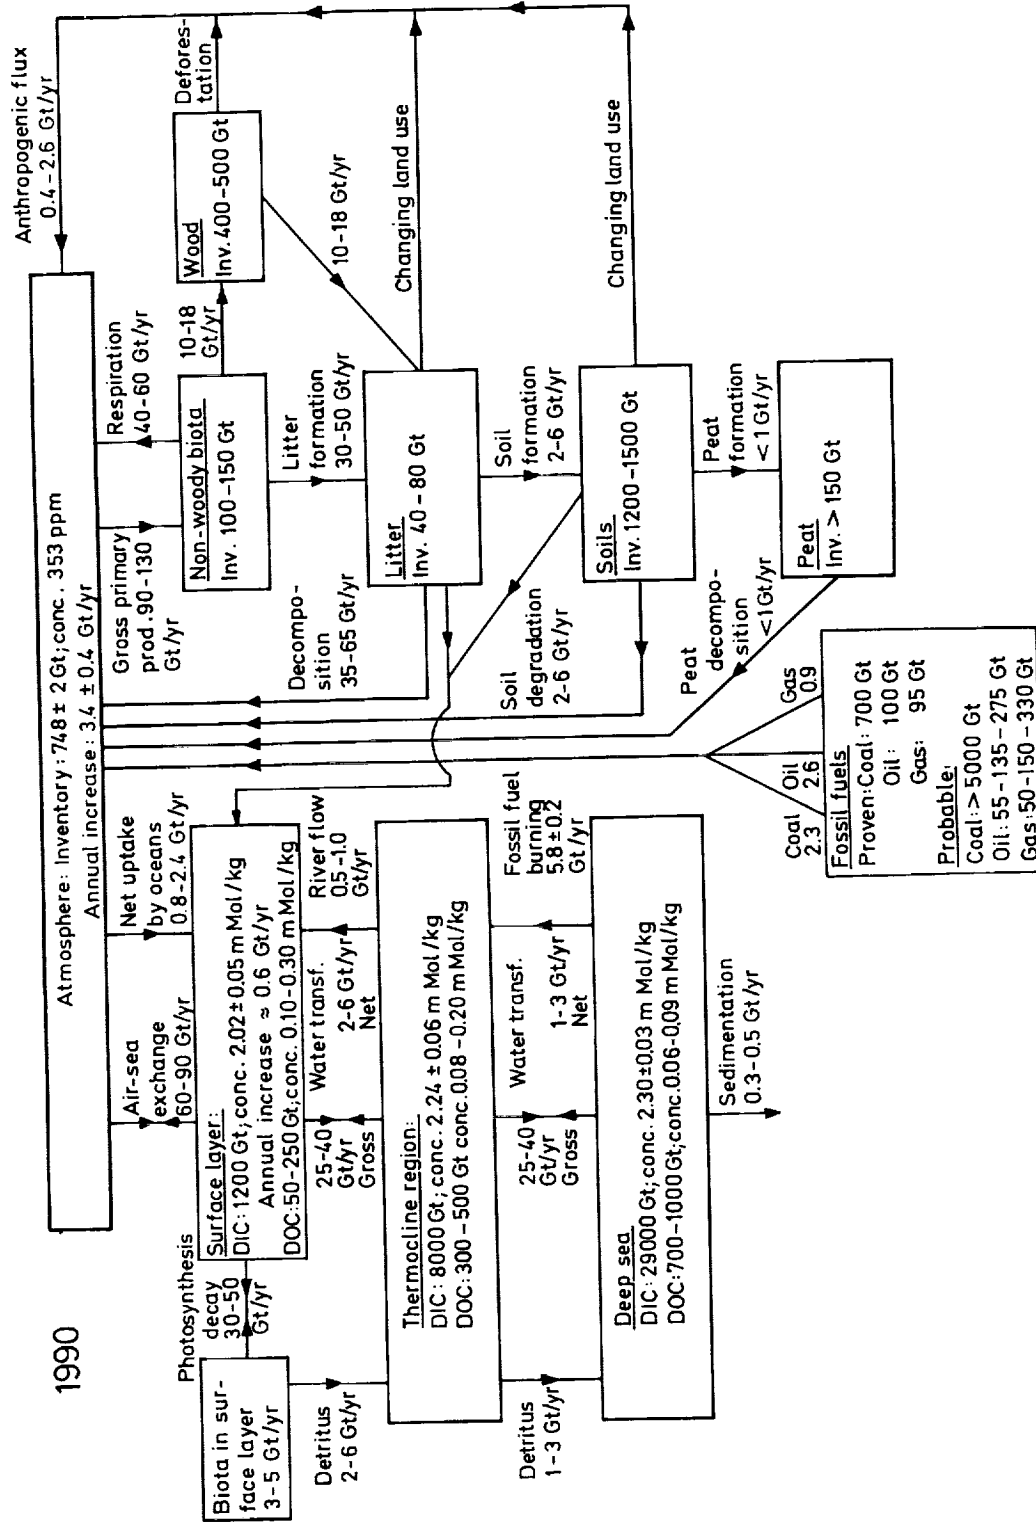 1990
Atmosphere: Inventory: 748 ± 2 Gt; conc. 353 ppm
Annual increase: 3.4 ± 0.4 Gt/yr
Anthropogenic flux
0.4-2.6 Gt/yr
Photosynthesis
decay
30-50
Gt/yr
Air-sea
exchange
60-90 Gt/yr
Net uptake
by oceans
0.8-2.4 Gt/yr
Gross primary
prod. 90-130
Gt/yr
Respiration
40-60 Gt/yr
10-18
Gt/yr
Defores-
tation
Biota in sur-
face layer
3-5 Gt/yr
Surface layer:
DIC: 1200 Gt; conc. 2.02±0.05 m Mol/kg
Annual increase ≈ 0.6 Gt/yr
DOC: 50-250 Gt; conc. 0.10-0.30 m Mol/kg
Non-woody biota
Inv. 100-150 Gt
Wood
Inv. 400-500 Gt
Detritus
2-6 Gt/yr
25-40
Gt/yr
Gross
Water transf.
2-6 Gt/yr
Net
River flow
0.5-1.0
Gt/yr
Decompo-
sition
35-65 Gt/yr
Litter
formation
30-50 Gt/yr
10-18 Gt/yr
Thermocline region:
DIC: 8000 Gt; conc. 2.24 ± 0.06 m Mol/kg
DOC: 300-500 Gt conc. 0.08-0.20 m Mol/kg
Litter
Inv. 40-80 Gt
Changing land use
Detritus
1-3 Gt/yr
25-40
Gt/yr
Gross
Water transf.
1-3 Gt/yr
Net
Fossil fuel
burning
5.8 ± 0.2
Gt/yr
Soil
degradation
2-6 Gt/yr
Soil
formation
2-6 Gt/yr
Deep sea
DIC: 29000 Gt; conc. 2.30±0.03 m Mol/kg
DOC: 700-1000 Gt; conc. 0.06-0.09 m Mol/kg
Soils
Inv. 1200-1500 Gt
Changing land use
Sedimentation
0.3-0.5 Gt/yr
Peat
decompo-
sition
<1 Gt/yr
Peat
formation
<1 Gt/yr
Peat
Inv. > 150 Gt
Coal
2.3
Oil
2.6
Gas
0.9
Fossil fuels
Proven: Coal: 700 Gt
Oil: 100 Gt
Gas: 95 Gt
Probable:
Coal: > 5000 Gt
Oil: 55-135-275 Gt
Gas: 50-150-330 Gt